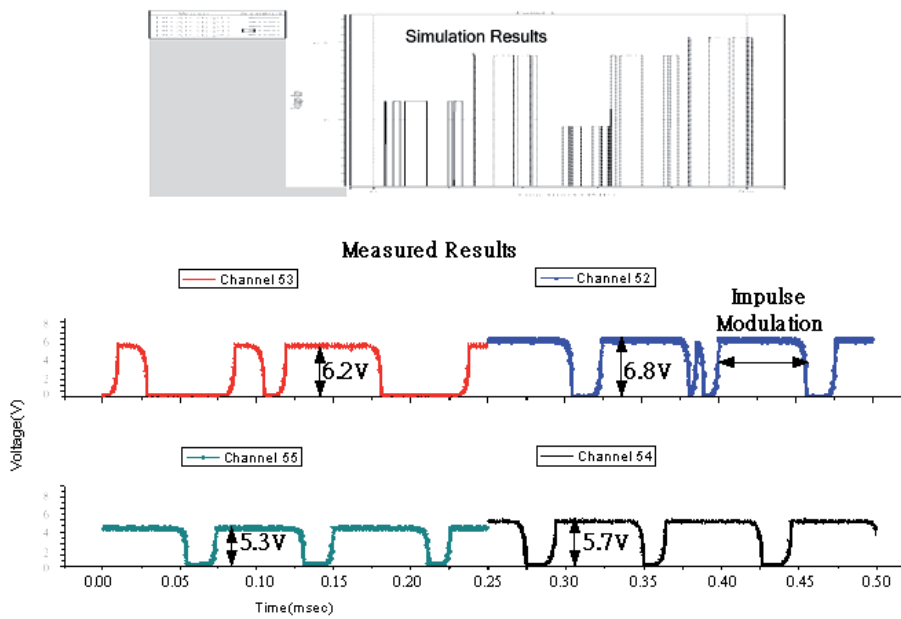 Simulation Results
Measured Results
Channel 53
Channel 52
Impulse
Modulation
8
6
4
2
0
6.2V
6.8V
Voltage(V)
Channel 55
Channel 54
8
6
4
2
0
5.3V
5.7V
0.00 0.05 0.10 0.15 0.20 0.25 0.30 0.35 0.40 0.45 0.50
Time(msec)